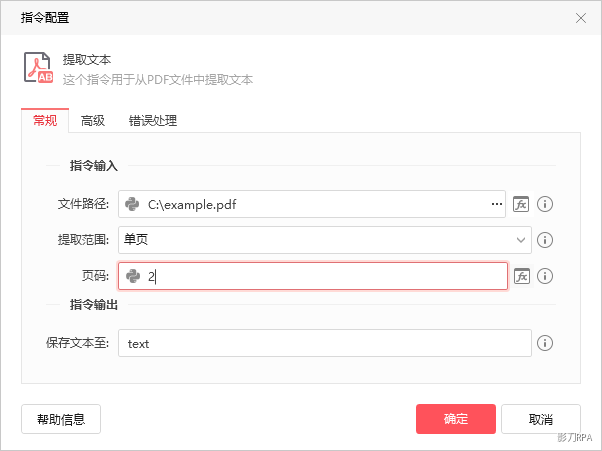 指令配置
提取文本
这个指令用于从PDF文件中提取文本
常规 高级 错误处理
指令输入
文件路径: C:\example.pdf ··· fx
提取范围: 单页
页码: 2 fx
指令输出
保存文本至: text
帮助信息 确定 取消
影刀RPA